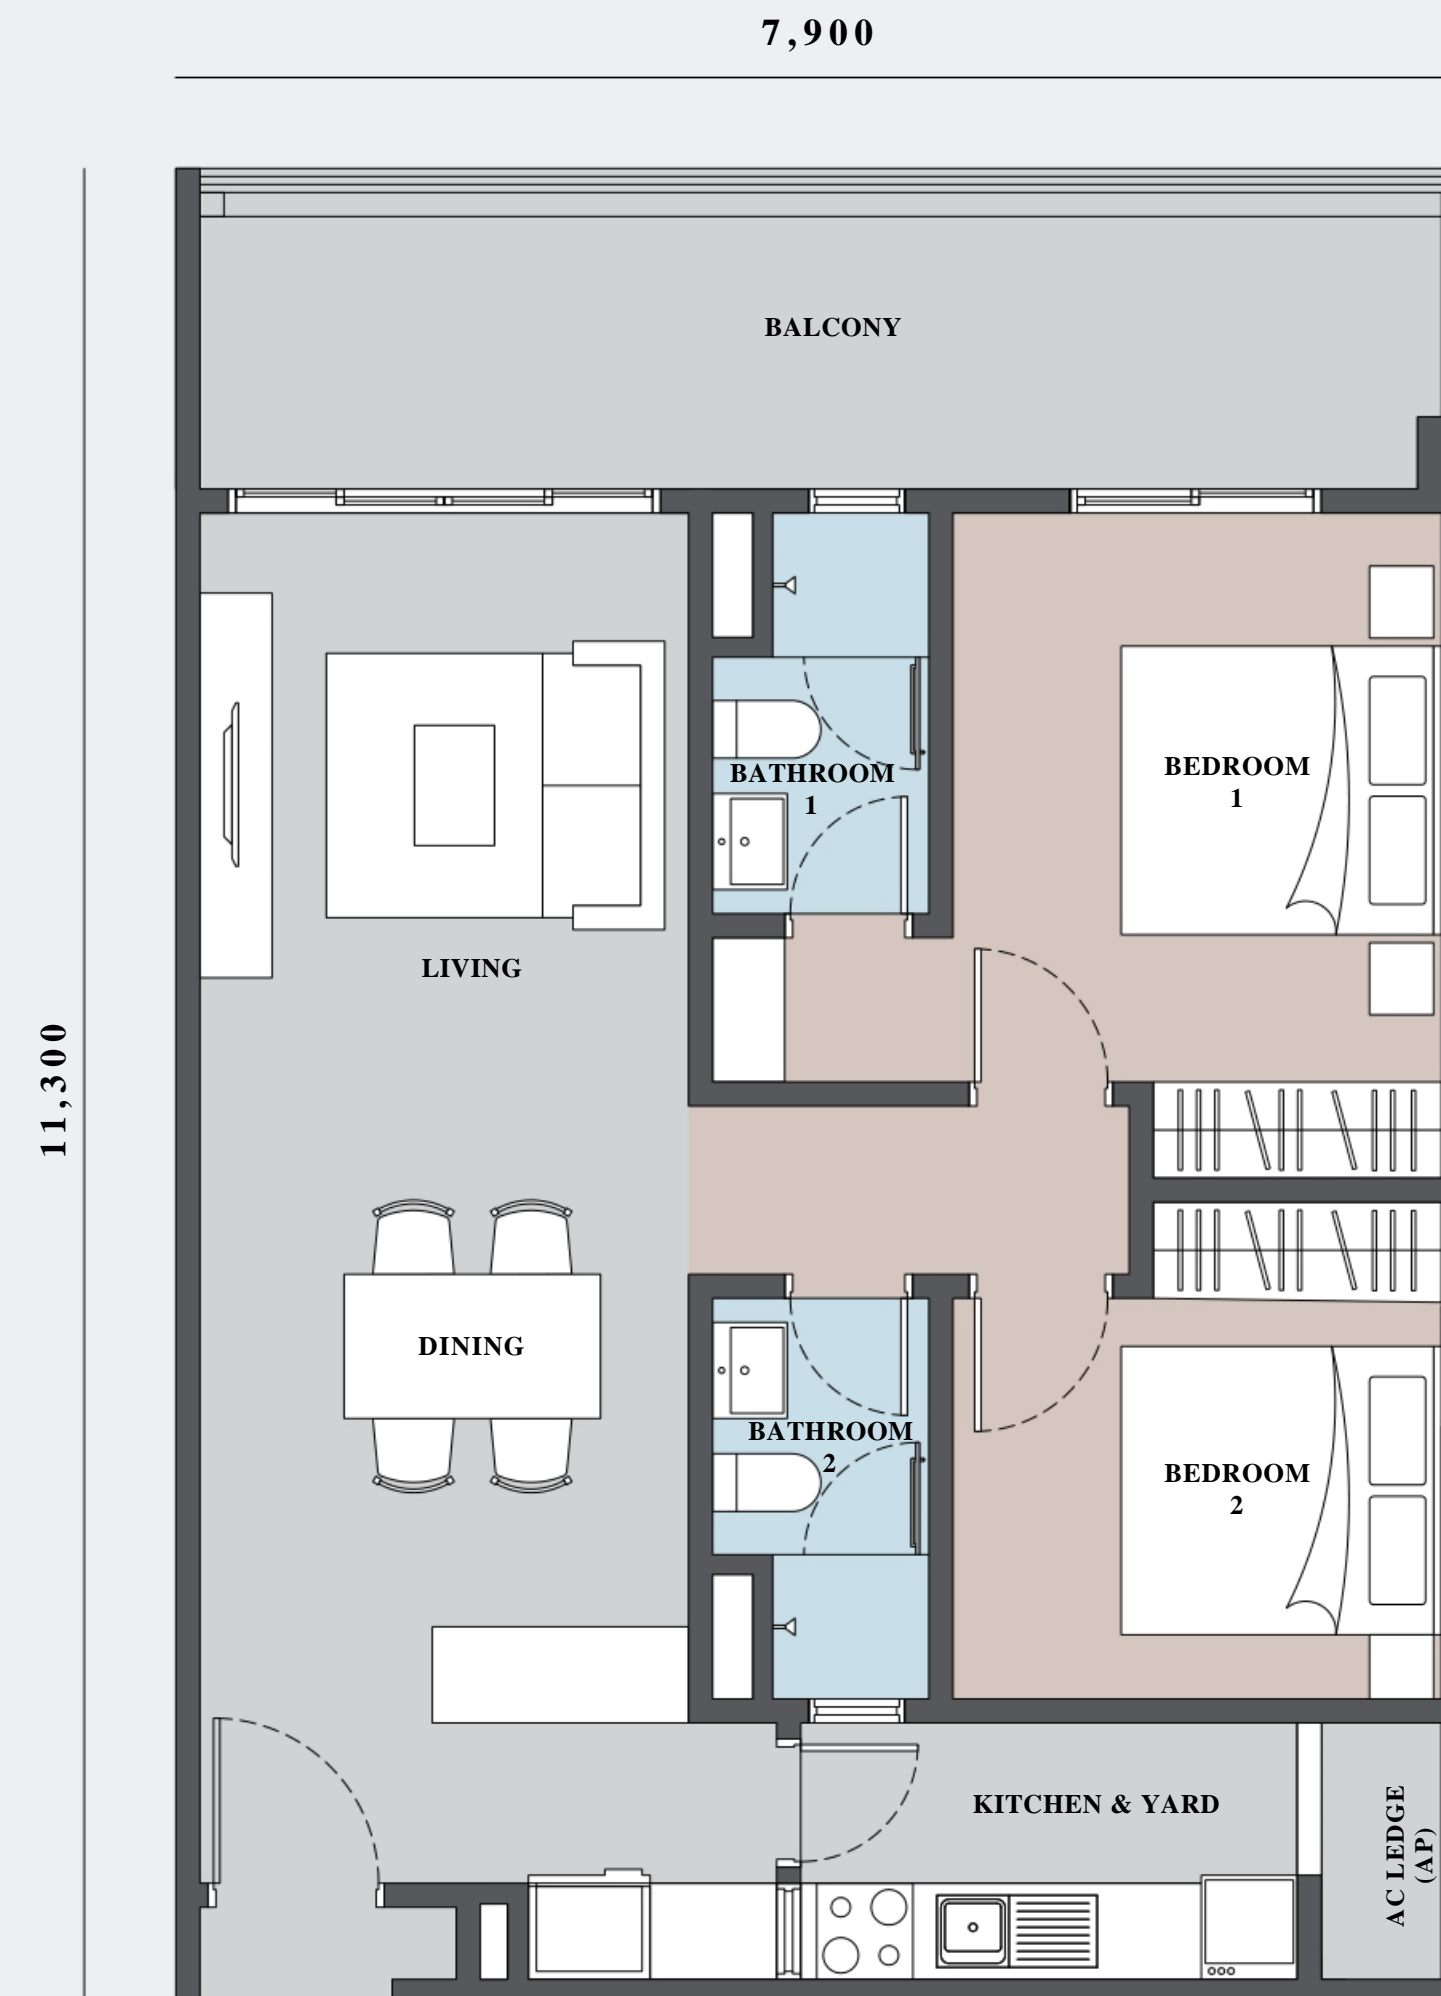 7,900
BALCONY
BATHROOM
1
BEDROOM
1
LIVING
11,300
DINING
BATHROOM
2
BEDROOM
2
KITCHEN & YARD
AC LEDGE
(AP)